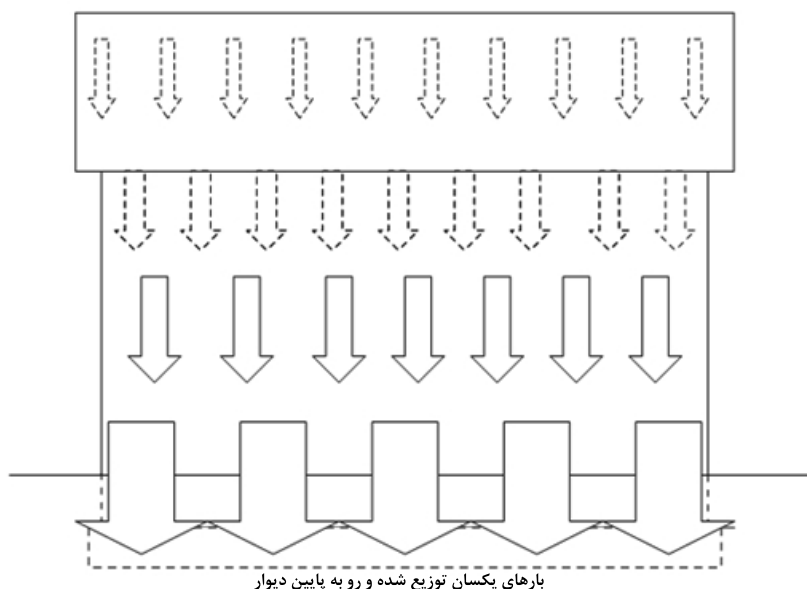 بارهای یکسان توزیع شده و رو به پایین دیوار